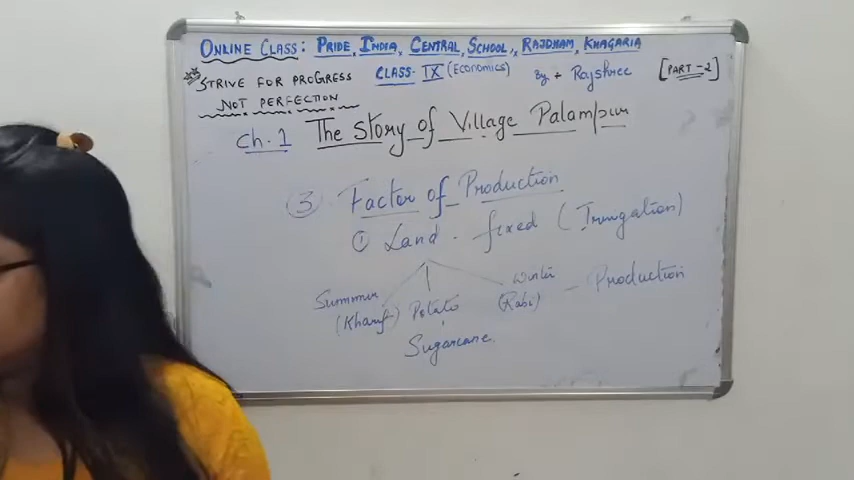 ONLINE CLASS: PRIDE INDIA CENTRAL SCHOOL, RAJDHAM, KHAGARIA
STRIVE FOR PROGRESS
NOT PERFECTION
CLASS- IX (Economics)
By + Rajshree
[PART-2]
Ch. 1 The Story of Village Palampur
③ Factor of Production
① Land - fixed (Irrigation)
Summer
(Kharif)
Potato
Sugarcane
Winter
(Rabi)
- Production